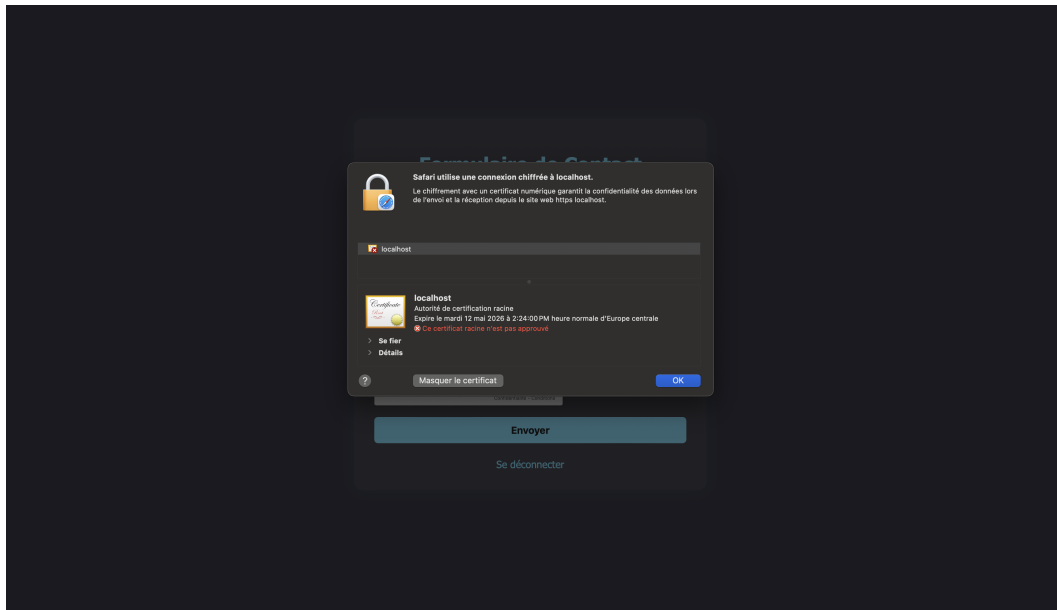 Formulaire de Contact
Safari utilise une connexion chiffrée à localhost.
Le chiffrement avec un certificat numérique garantit la confidentialité des données lors
de l'envoi et la réception depuis le site web https localhost.
localhost
Certificate
localhost
Autorité de certification racine
Expire le mardi 12 mai 2026 à 2:24:00 PM heure normale d'Europe centrale
Ce certificat racine n'est pas approuvé
> Se fier
> Détails
? Masquer le certificat OK
Envoyer
Se déconnecter